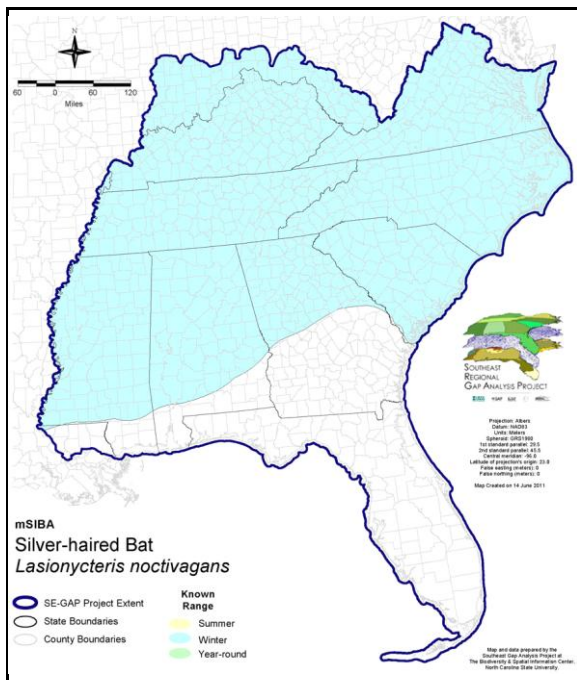 N
60 0 60 120
Miles
SOUTHEAST
REGIONAL
GAP ANALYSIS PROJECT
Projection: Albers
Datum: NAD83
Units: Meters
Spheroid: GRS1980
1st standard parallel: 29.5
2nd standard parallel: 45.5
Central meridian: -96.0
Latitude of projection's origin: 23.0
False easting (meters): 0
False northing (meters): 0
Map Created on 14 June 2011
mSIBA
Silver-haired Bat
Lasionycteris noctivagans
SE-GAP Project Extent
State Boundaries
County Boundaries
Known
Range
Summer
Winter
Year-round
Map and data prepared by the
Southeast Gap Analysis Project at
The Biodiversity & Spatial Information Center,
North Carolina State University.